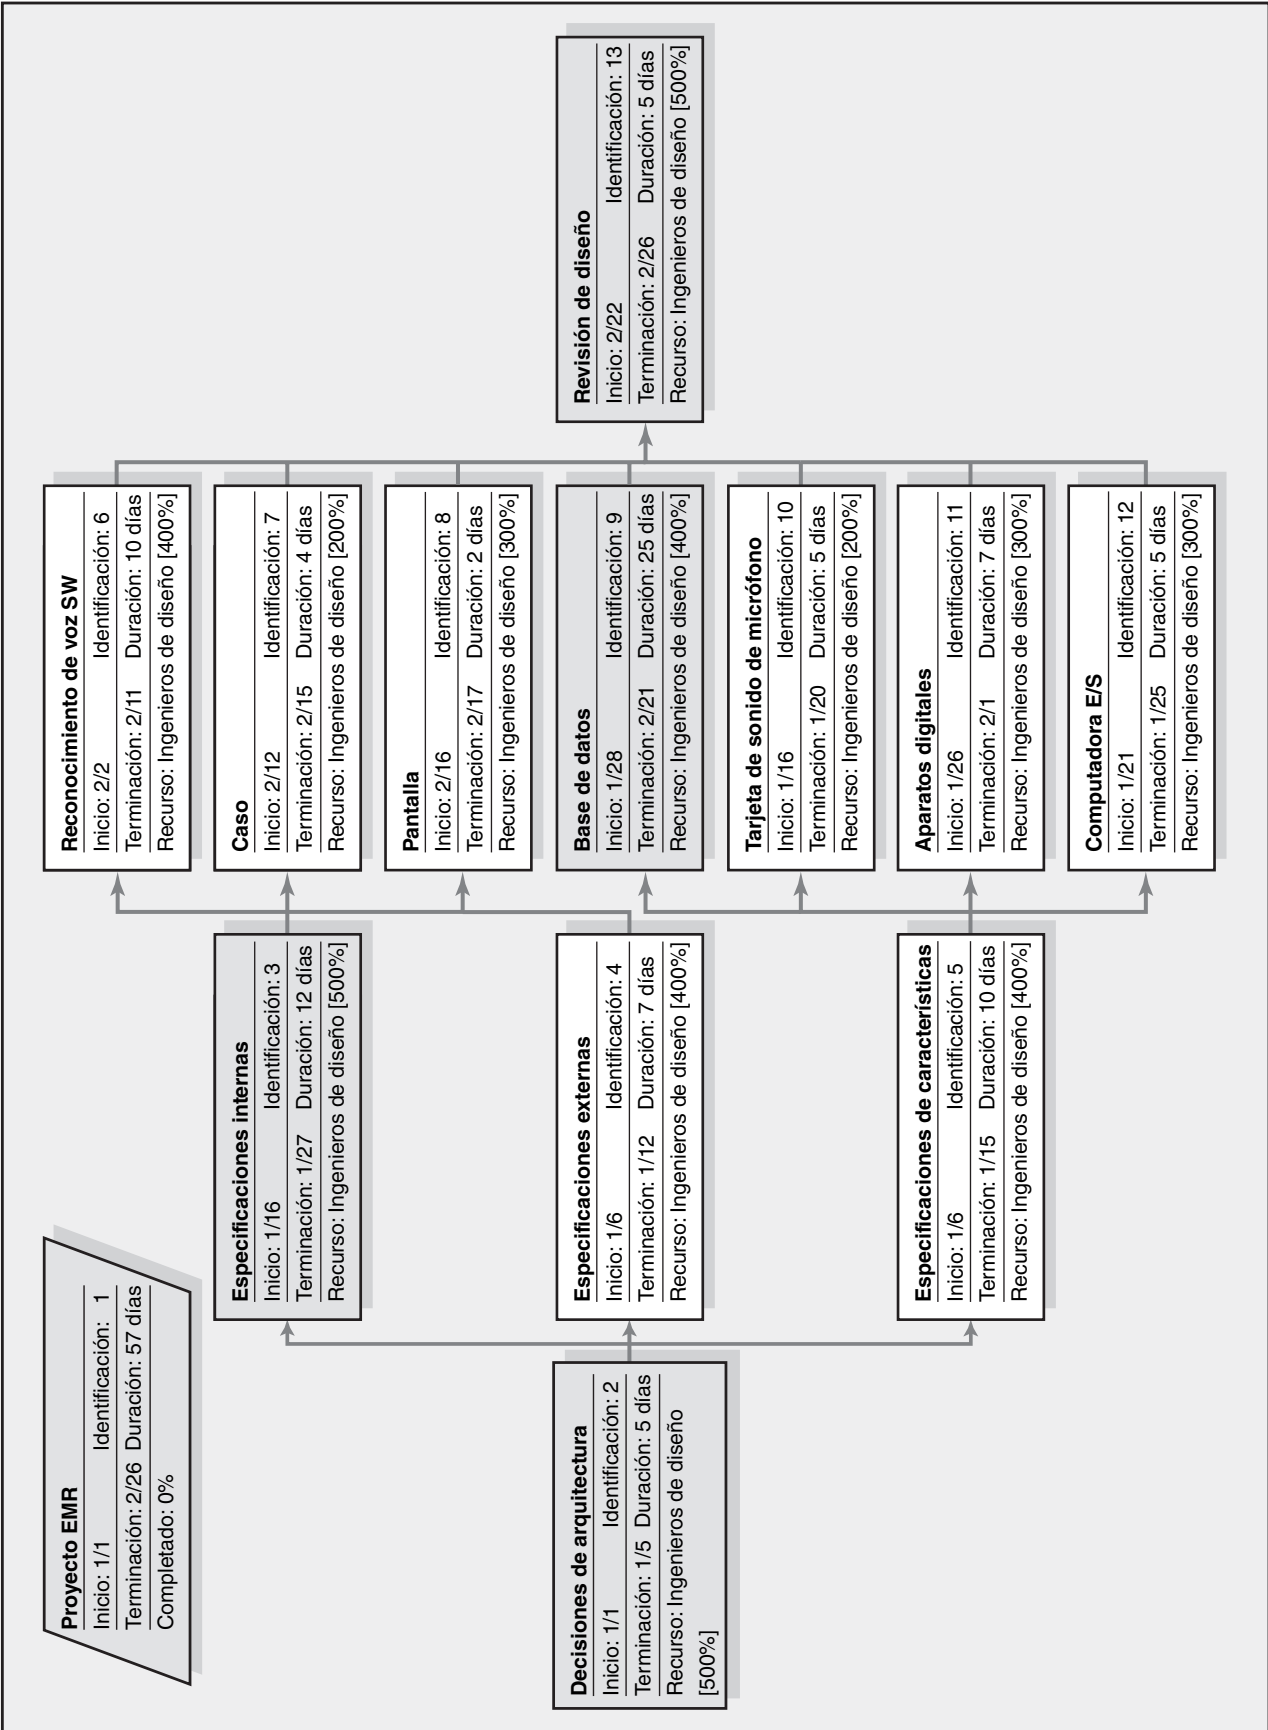 Proyecto EMR
Inicio: 1/1 Identificación: 1
Terminación: 2/26 Duración: 57 días
Completado: 0%
Decisiones de arquitectura
Inicio: 1/1 Identificación: 2
Terminación: 1/5 Duración: 5 días
Recurso: Ingenieros de diseño
[500%]
Especificaciones internas
Inicio: 1/16 Identificación: 3
Terminación: 1/27 Duración: 12 días
Recurso: Ingenieros de diseño [500%]
Especificaciones externas
Inicio: 1/6 Identificación: 4
Terminación: 1/12 Duración: 7 días
Recurso: Ingenieros de diseño [400%]
Especificaciones de características
Inicio: 1/6 Identificación: 5
Terminación: 1/15 Duración: 10 días
Recurso: Ingenieros de diseño [400%]
Reconocimiento de voz SW
Inicio: 2/2 Identificación: 6
Terminación: 2/11 Duración: 10 días
Recurso: Ingenieros de diseño [400%]
Caso
Inicio: 2/12 Identificación: 7
Terminación: 2/15 Duración: 4 días
Recurso: Ingenieros de diseño [200%]
Pantalla
Inicio: 2/16 Identificación: 8
Terminación: 2/17 Duración: 2 días
Recurso: Ingenieros de diseño [300%]
Base de datos
Inicio: 1/28 Identificación: 9
Terminación: 2/21 Duración: 25 días
Recurso: Ingenieros de diseño [400%]
Tarjeta de sonido de micrófono
Inicio: 1/16 Identificación: 10
Terminación: 1/20 Duración: 5 días
Recurso: Ingenieros de diseño [200%]
Aparatos digitales
Inicio: 1/26 Identificación: 11
Terminación: 2/1 Duración: 7 días
Recurso: Ingenieros de diseño [300%]
Computadora E/S
Inicio: 1/21 Identificación: 12
Terminación: 1/25 Duración: 5 días
Recurso: Ingenieros de diseño [300%]
Revisión de diseño
Inicio: 2/22 Identificación: 13
Terminación: 2/26 Duración: 5 días
Recurso: Ingenieros de diseño [500%]